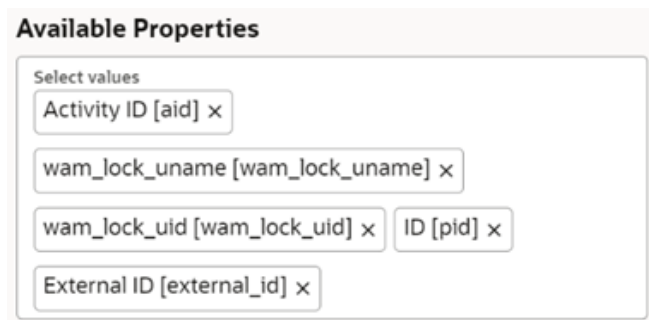 Available Properties
Select values
Activity ID [aid] ×
wam_lock_uname [wam_lock_uname] ×
wam_lock_uid [wam_lock_uid] × ID [pid] ×
External ID [external_id] ×